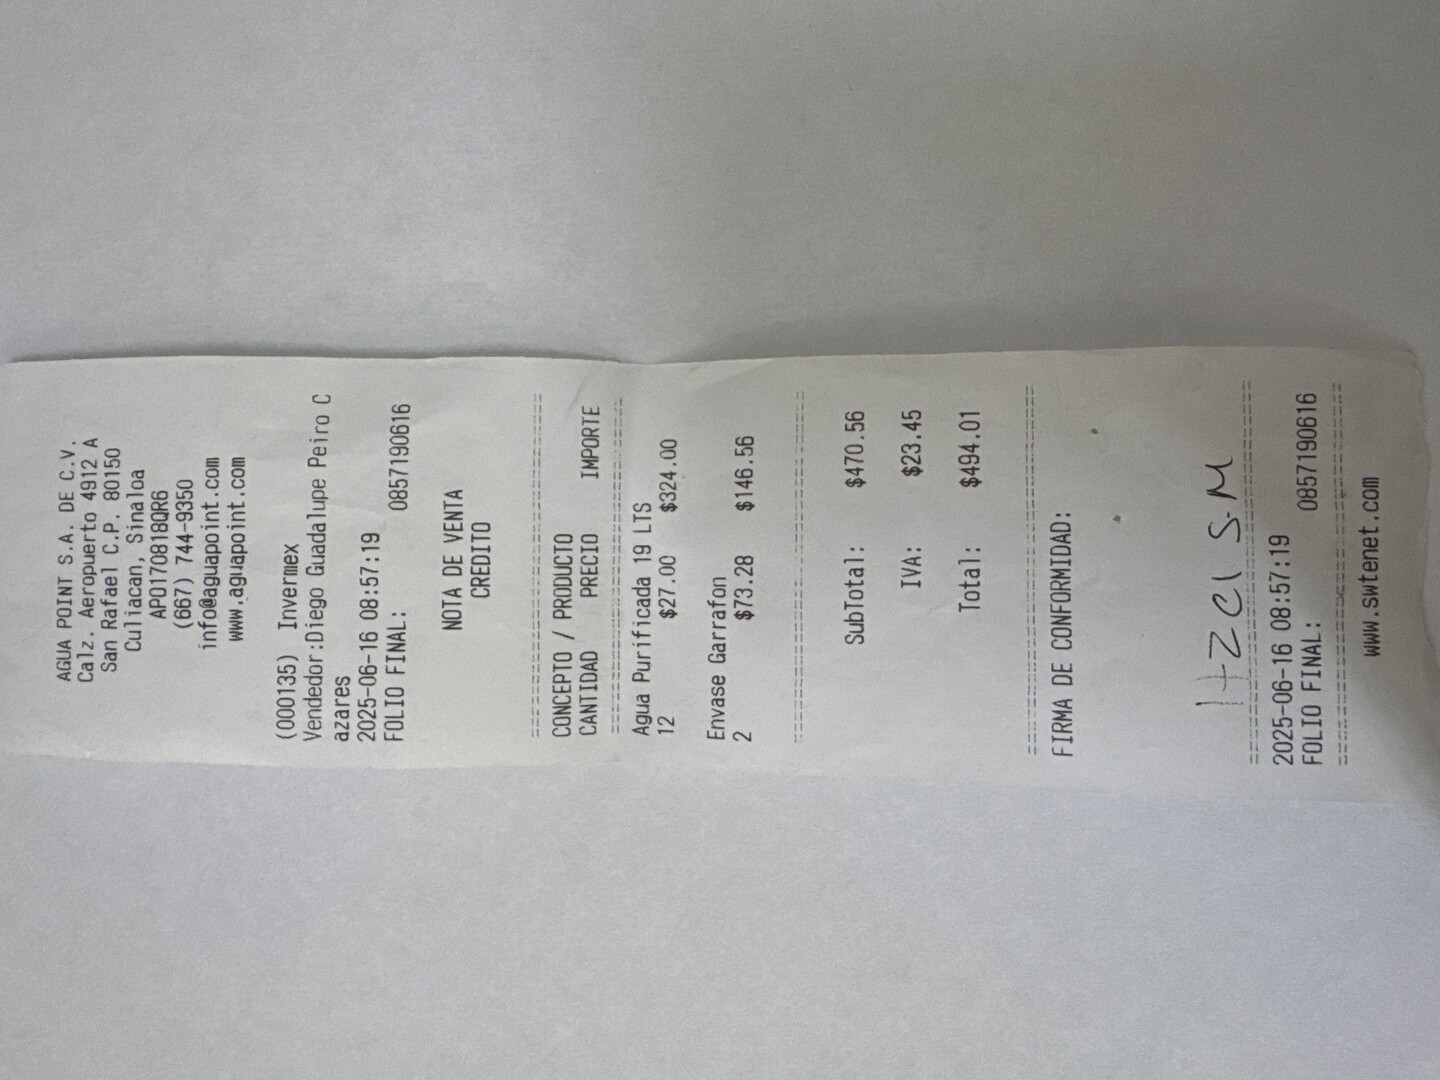 AGUA POINT S.A. DE C.V.
Calz. Aeropuerto 4912 A
San Rafael C.P. 80150
Culiacan, Sinaloa
APO170818QR6
(667) 744-9350
info@aguapoint.com
www.aguapoint.com
(000135) Invermex
Vendedor:Diego Guadalupe Peiro C
azares
2025-06-16 08:57:19
FOLIO FINAL: 0857190616
NOTA DE VENTA
CREDITO
================================
CONCEPTO / PRODUCTO
CANTIDAD PRECIO IMPORTE
================================
Agua Purificada 19 LTS
12 $27.00 $324.00
Envase Garrafon
2 $73.28 $146.56
================================
SubTotal: $470.56
IVA: $23.45
Total: $494.01
================================
FIRMA DE CONFORMIDAD:
Itzel S.M
================================
2025-06-16 08:57:19
FOLIO FINAL: 0857190616
================================
www.swtenet.com